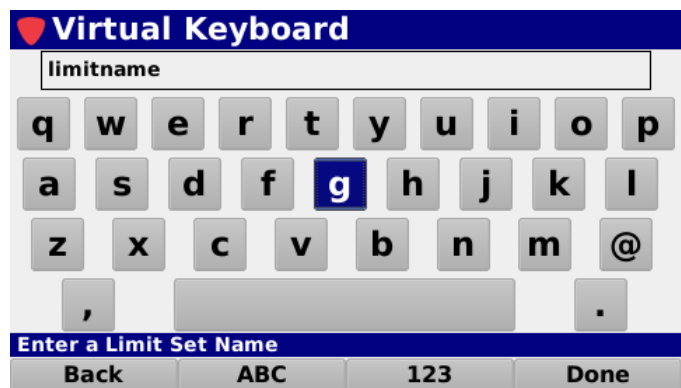 Virtual Keyboard
limitname
q w e r t y u i o p
a s d f g h j k l
z x c v b n m @
, .
Enter a Limit Set Name
Back ABC 123 Done